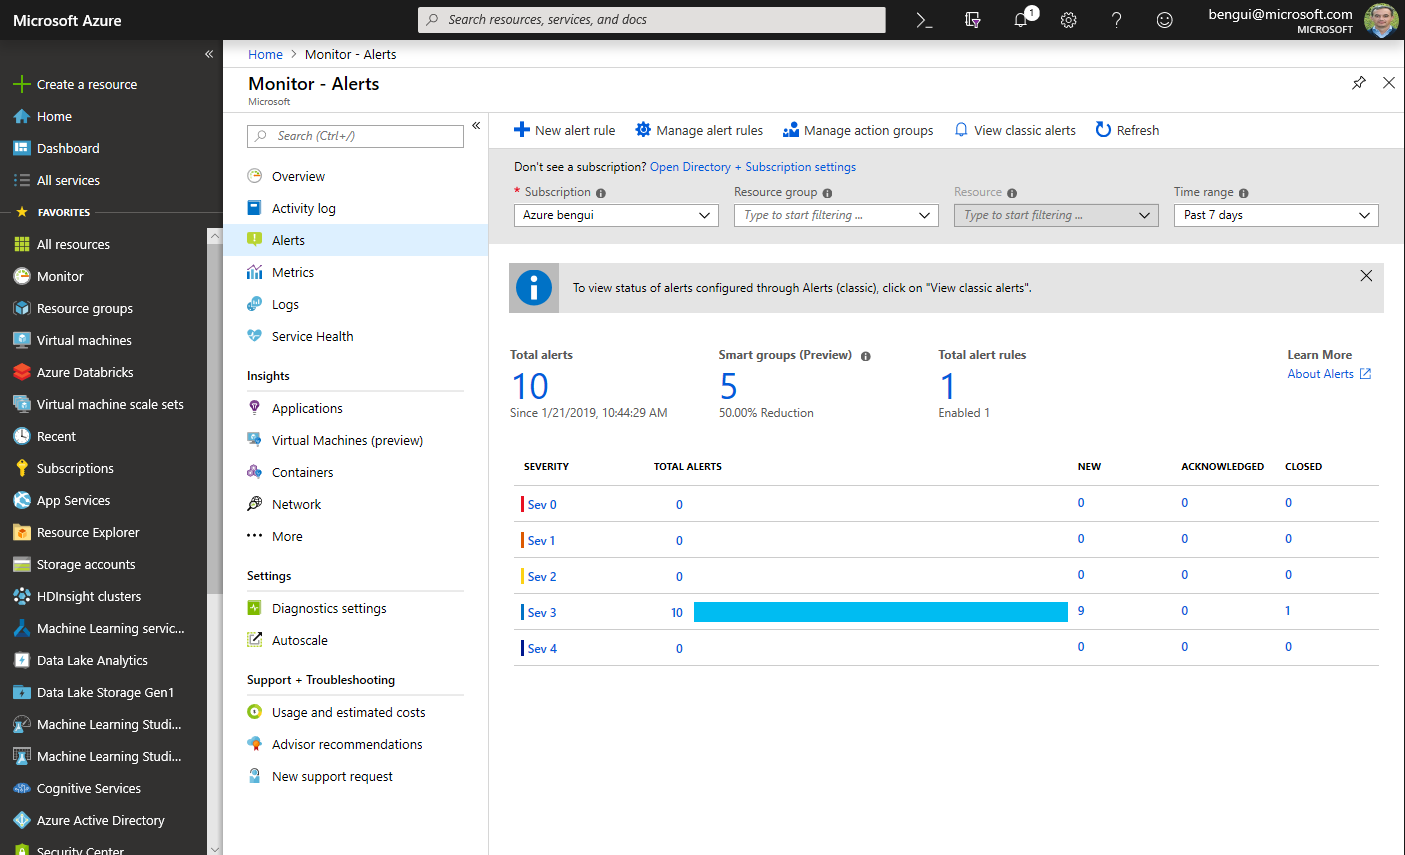 Microsoft Azure
Search resources, services, and docs
1
bengui@microsoft.com
MICROSOFT
Create a resource
Home
Dashboard
All services
FAVORITES
All resources
Monitor
Resource groups
Virtual machines
Azure Databricks
Virtual machine scale sets
Recent
Subscriptions
App Services
Resource Explorer
Storage accounts
HDInsight clusters
Machine Learning servic...
Data Lake Analytics
Data Lake Storage Gen1
Machine Learning Studi...
Machine Learning Studi...
Cognitive Services
Azure Active Directory
Security Center
Home > Monitor - Alerts
Monitor - Alerts
Microsoft
Search (Ctrl+/)
Overview
Activity log
Alerts
Metrics
Logs
Service Health
Insights
Applications
Virtual Machines (preview)
Containers
Network
More
Settings
Diagnostics settings
Autoscale
Support + Troubleshooting
Usage and estimated costs
Advisor recommendations
New support request
New alert rule Manage alert rules Manage action groups View classic alerts Refresh
Don't see a subscription? Open Directory + Subscription settings
* Subscription Resource group Resource Time range
Azure bengui Type to start filtering ... Type to start filtering ... Past 7 days
To view status of alerts configured through Alerts (classic), click on "View classic alerts".
Total alerts Smart groups (Preview) Total alert rules Learn More
10 5 1 About Alerts
Since 1/21/2019, 10:44:29 AM 50.00% Reduction Enabled 1
SEVERITY TOTAL ALERTS NEW ACKNOWLEDGED CLOSED
Sev 0 0 0 0 0
Sev 1 0 0 0 0
Sev 2 0 0 0 0
Sev 3 10 9 0 1
Sev 4 0 0 0 0